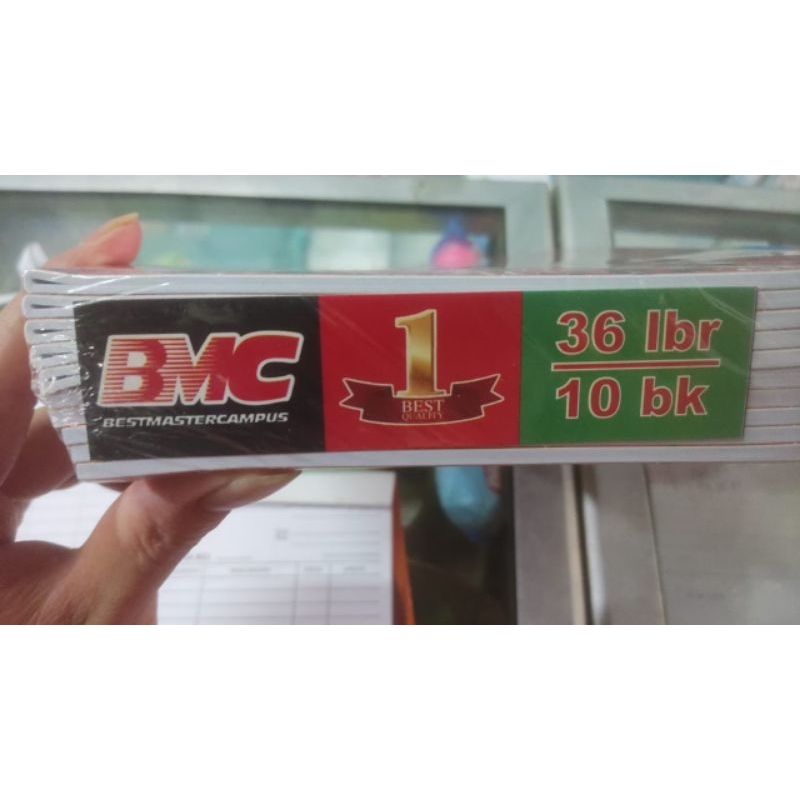 BMC
BESTMASTERCAMPUS
1
BEST
QUALITY
36 lbr
10 bk